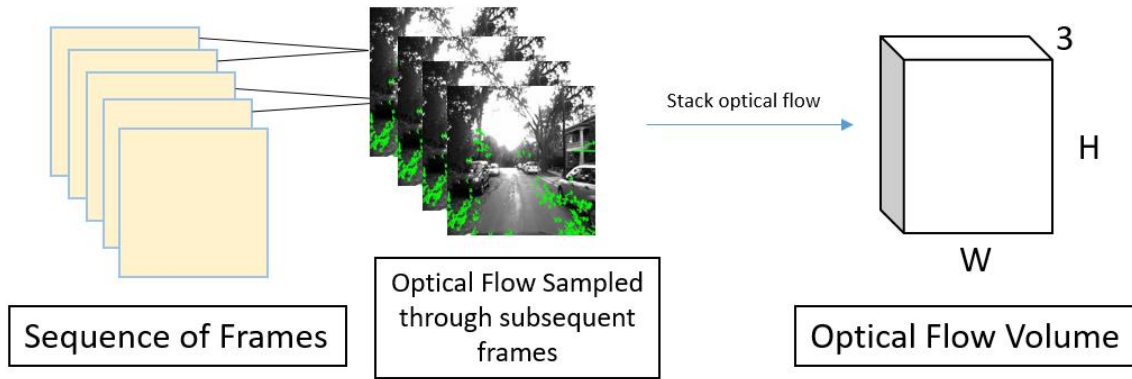 Stack optical flow
3
H
W
Sequence of Frames
Optical Flow Sampled
through subsequent
frames
Optical Flow Volume